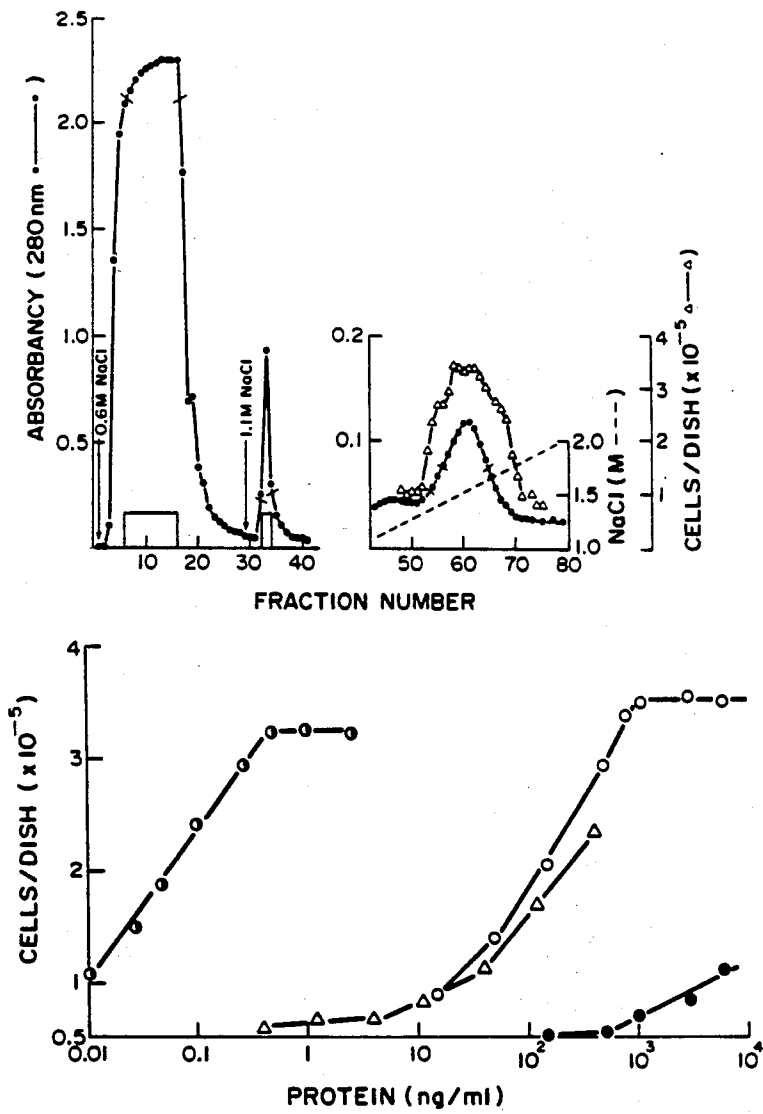 ABSORBANCY (280nm •——•)
2.5
2.0
1.5
1.0
0.5
0.6M NaCl
1.1M NaCl
10 20 30 40
0.2
0.1
50 60 70 80
2.0
1.5
1.0
NaCl (M ----)
4
3
2
1
CELLS/DISH (x10⁻⁵ △—△)
FRACTION NUMBER
CELLS/DISH (x10⁻⁵)
4
3
2
1
0.5
0.01 0.1 1 10 10² 10³ 10⁴
PROTEIN (ng/ml)